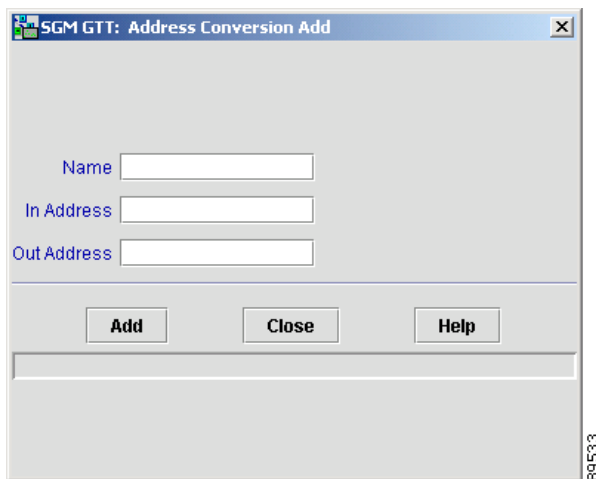 SGM GTT: Address Conversion Add
Name
In Address
Out Address
Add Close Help
89533